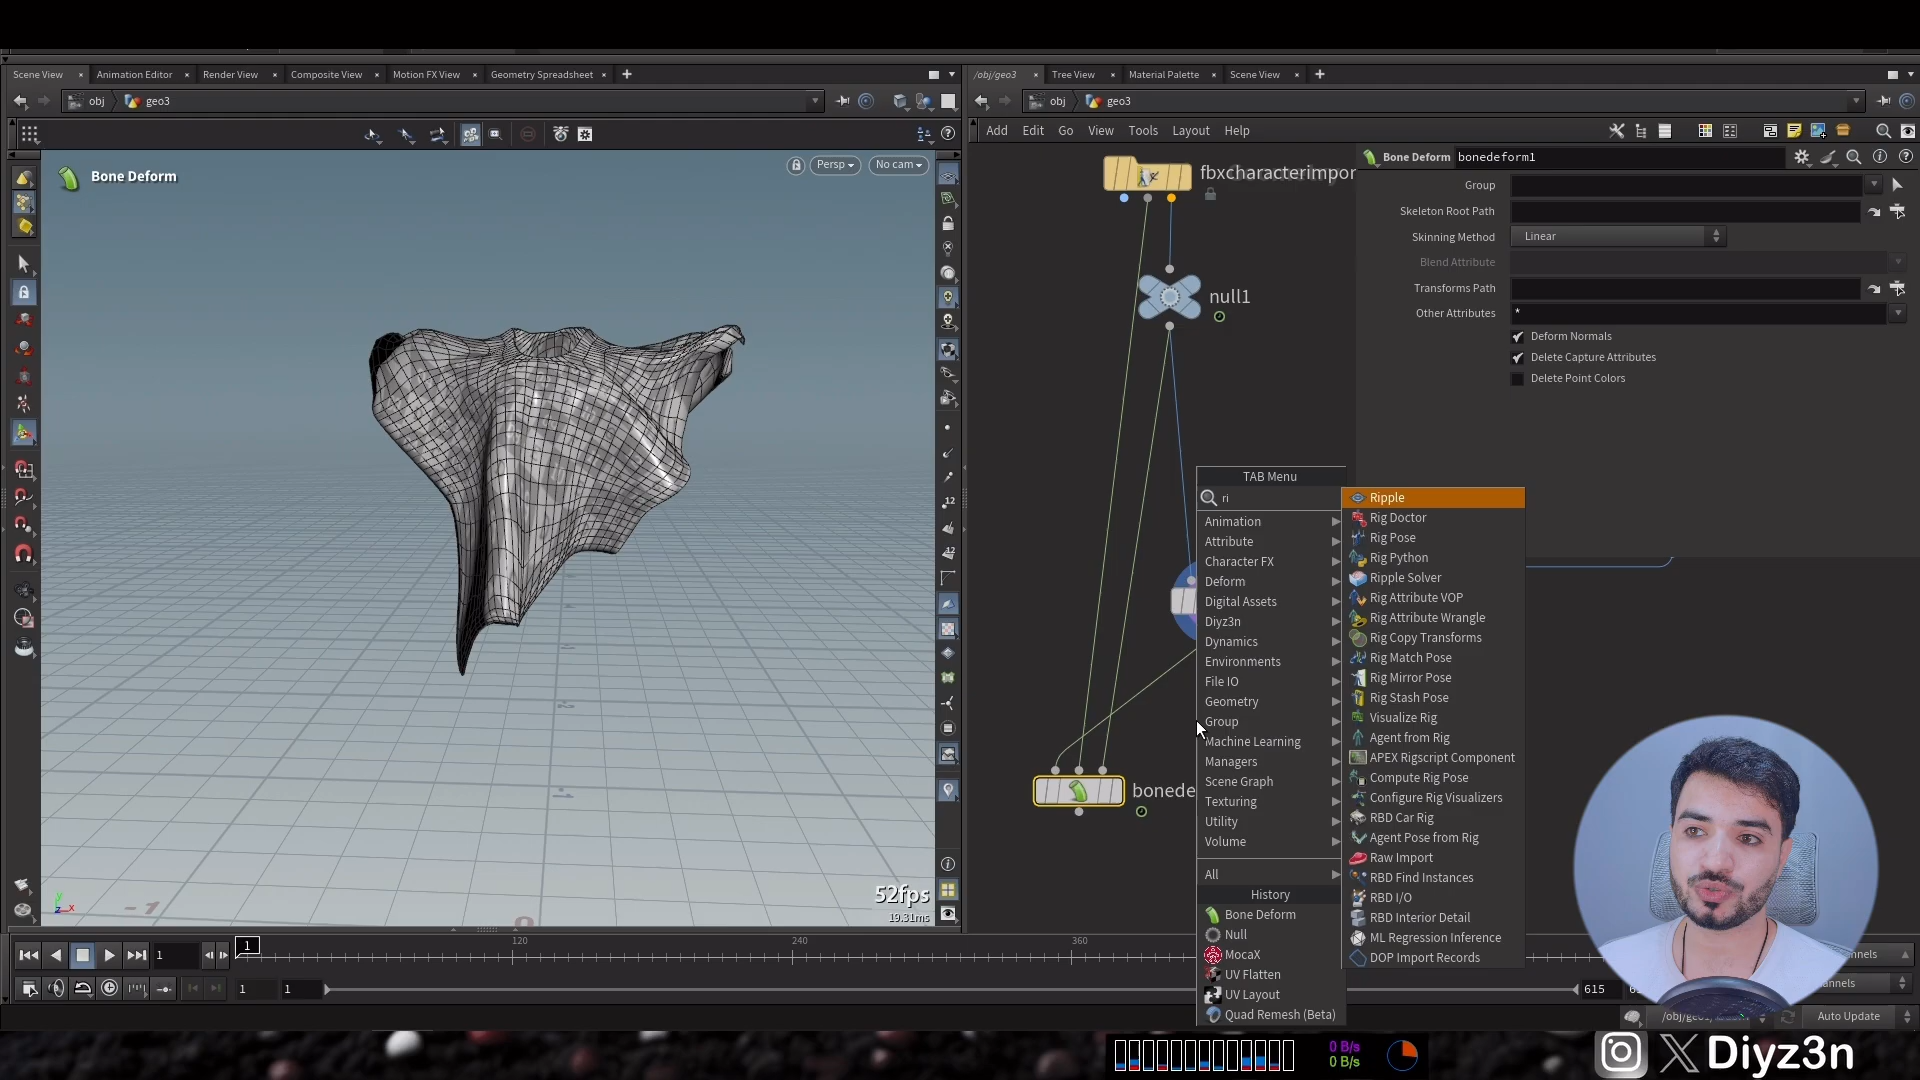 Scene View
Animation Editor
Render View
Composite View
Motion FX View
Geometry Spreadsheet
/obj/geo3
Tree View
Material Palette
Scene View
obj
geo3
obj
geo3
Add
Edit
Go
View
Tools
Layout
Help
Bone Deform
Persp
No cam
fbxcharacterimpor
null1
bonede
Bone Deform
bonedeform1
Group
Skeleton Root Path
Skinning Method
Linear
Blend Attribute
Transforms Path
Other Attributes
*
Deform Normals
Delete Capture Attributes
Delete Point Colors
TAB Menu
ri
Animation
Attribute
Character FX
Deform
Digital Assets
Diyz3n
Dynamics
Environments
File IO
Geometry
Group
Machine Learning
Managers
Scene Graph
Texturing
Utility
Volume
All
History
Bone Deform
Null
MocaX
UV Flatten
UV Layout
Quad Remesh (Beta)
Ripple
Rig Doctor
Rig Pose
Rig Python
Ripple Solver
Rig Attribute VOP
Rig Attribute Wrangle
Rig Copy Transforms
Rig Match Pose
Rig Mirror Pose
Rig Stash Pose
Visualize Rig
Agent from Rig
APEX Rigscript Component
Compute Rig Pose
Configure Rig Visualizers
RBD Car Rig
Agent Pose from Rig
Raw Import
RBD Find Instances
RBD I/O
RBD Interior Detail
ML Regression Inference
DOP Import Records
52fps
19.31ms
1
1
120
240
360
1
1
615
nnels
annels
Auto Update
0 B/s
0 B/s
Diyz3n